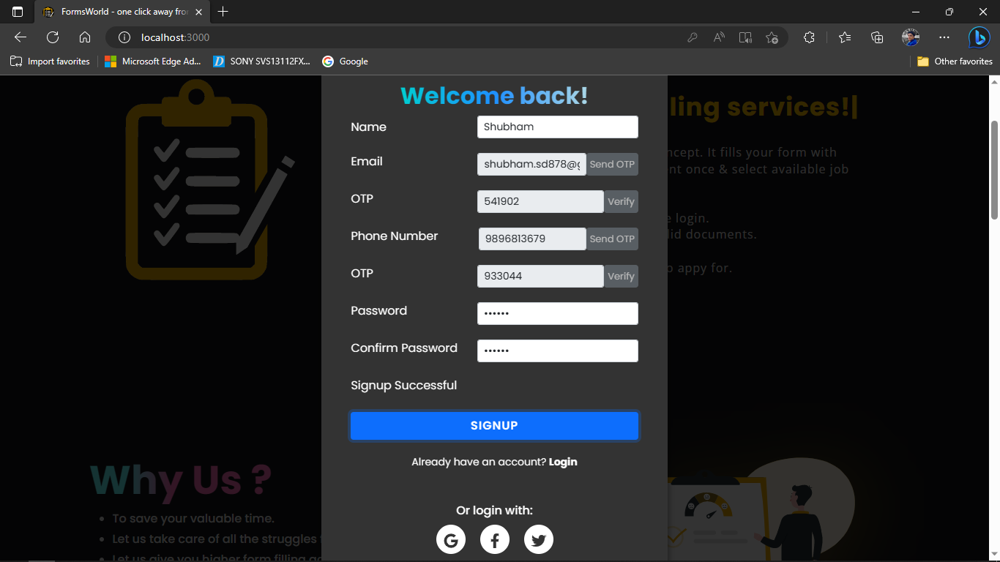 FormsWorld - one click away fror
localhost:3000
Import favorites
Microsoft Edge Ad...
SONY SVS13112FX...
Google
Other favorites
Welcome back!
Name
Shubham
Email
shubham.sd878@g
Send OTP
OTP
541902
Verify
Phone Number
9896813679
Send OTP
OTP
933044
Verify
Password
••••••
Confirm Password
••••••
Signup Successful
SIGNUP
Already have an account? Login
Or login with:
ling services!|
ncept. It fills your form with
nt once & select available job
e login.
lid documents.
o appy for.
Why Us ?
• To save your valuable time.
• Let us take care of all the struggles
• Let us give you higher form filling